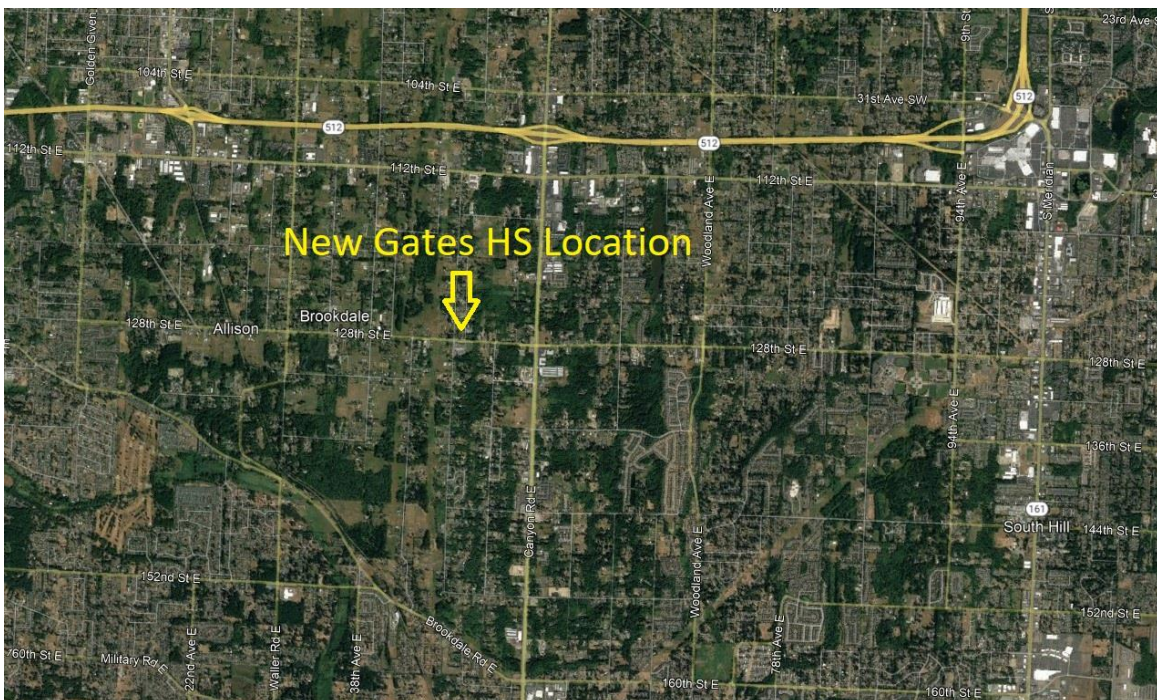 Golden Given
9th St
23rd Ave S
104th St E
104th St E
31st Ave SW
512
512
512
112th St E
112th St E
112th St E
94th Ave E
S Meridian
Woodland Ave E
New Gates HS Location
Brookdale
128th St E
Allison
128th St E
128th St E
128th St E
94th Ave E
136th St E
161
Canyon Rd E
South Hill
144th St E
Woodland Ave E
152nd St E
152nd St E
22nd Ave E
Waller Rd E
38th Ave E
Brookdale Rd E
78th Ave E
760th St E
Military Rd E
160th St E
160th St E